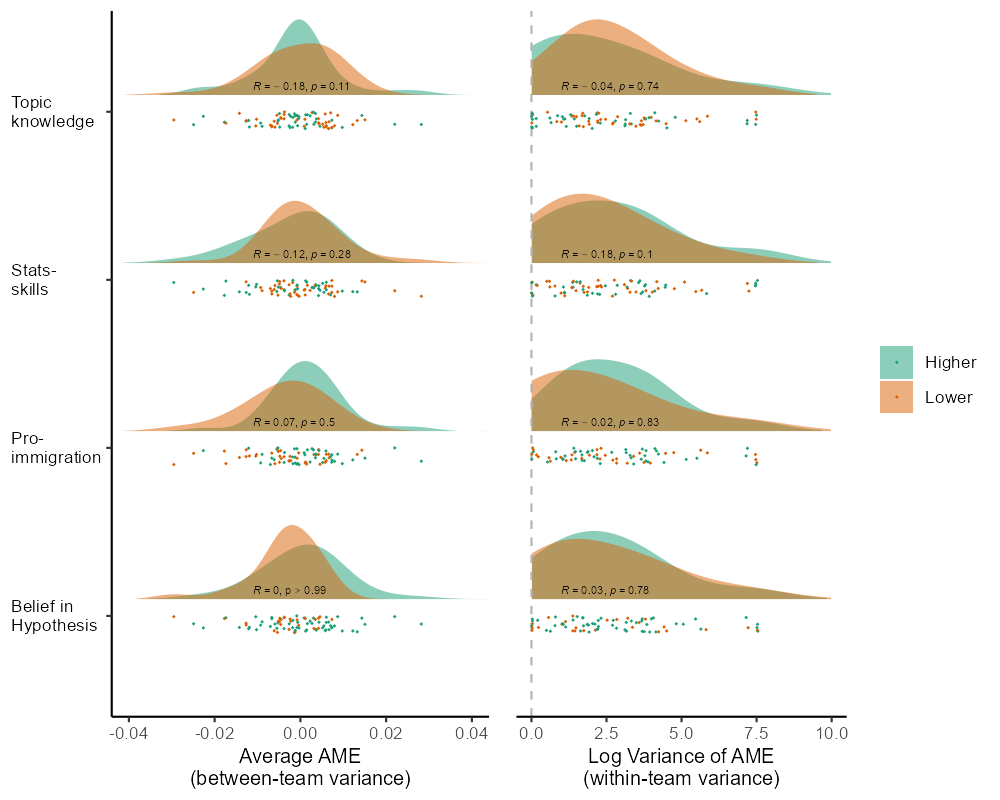 Topic
knowledge
R = − 0.18, p = 0.11
R = − 0.04, p = 0.74
Stats-
skills
R = − 0.12, p = 0.28
R = − 0.18, p = 0.1
Pro-
immigration
R = 0.07, p = 0.5
R = − 0.02, p = 0.83
Belief in
Hypothesis
R = 0, p > 0.99
R = 0.03, p = 0.78
Higher
Lower
-0.04 -0.02 0.00 0.02 0.04
0.0 2.5 5.0 7.5 10.0
Average AME
(between-team variance)
Log Variance of AME
(within-team variance)